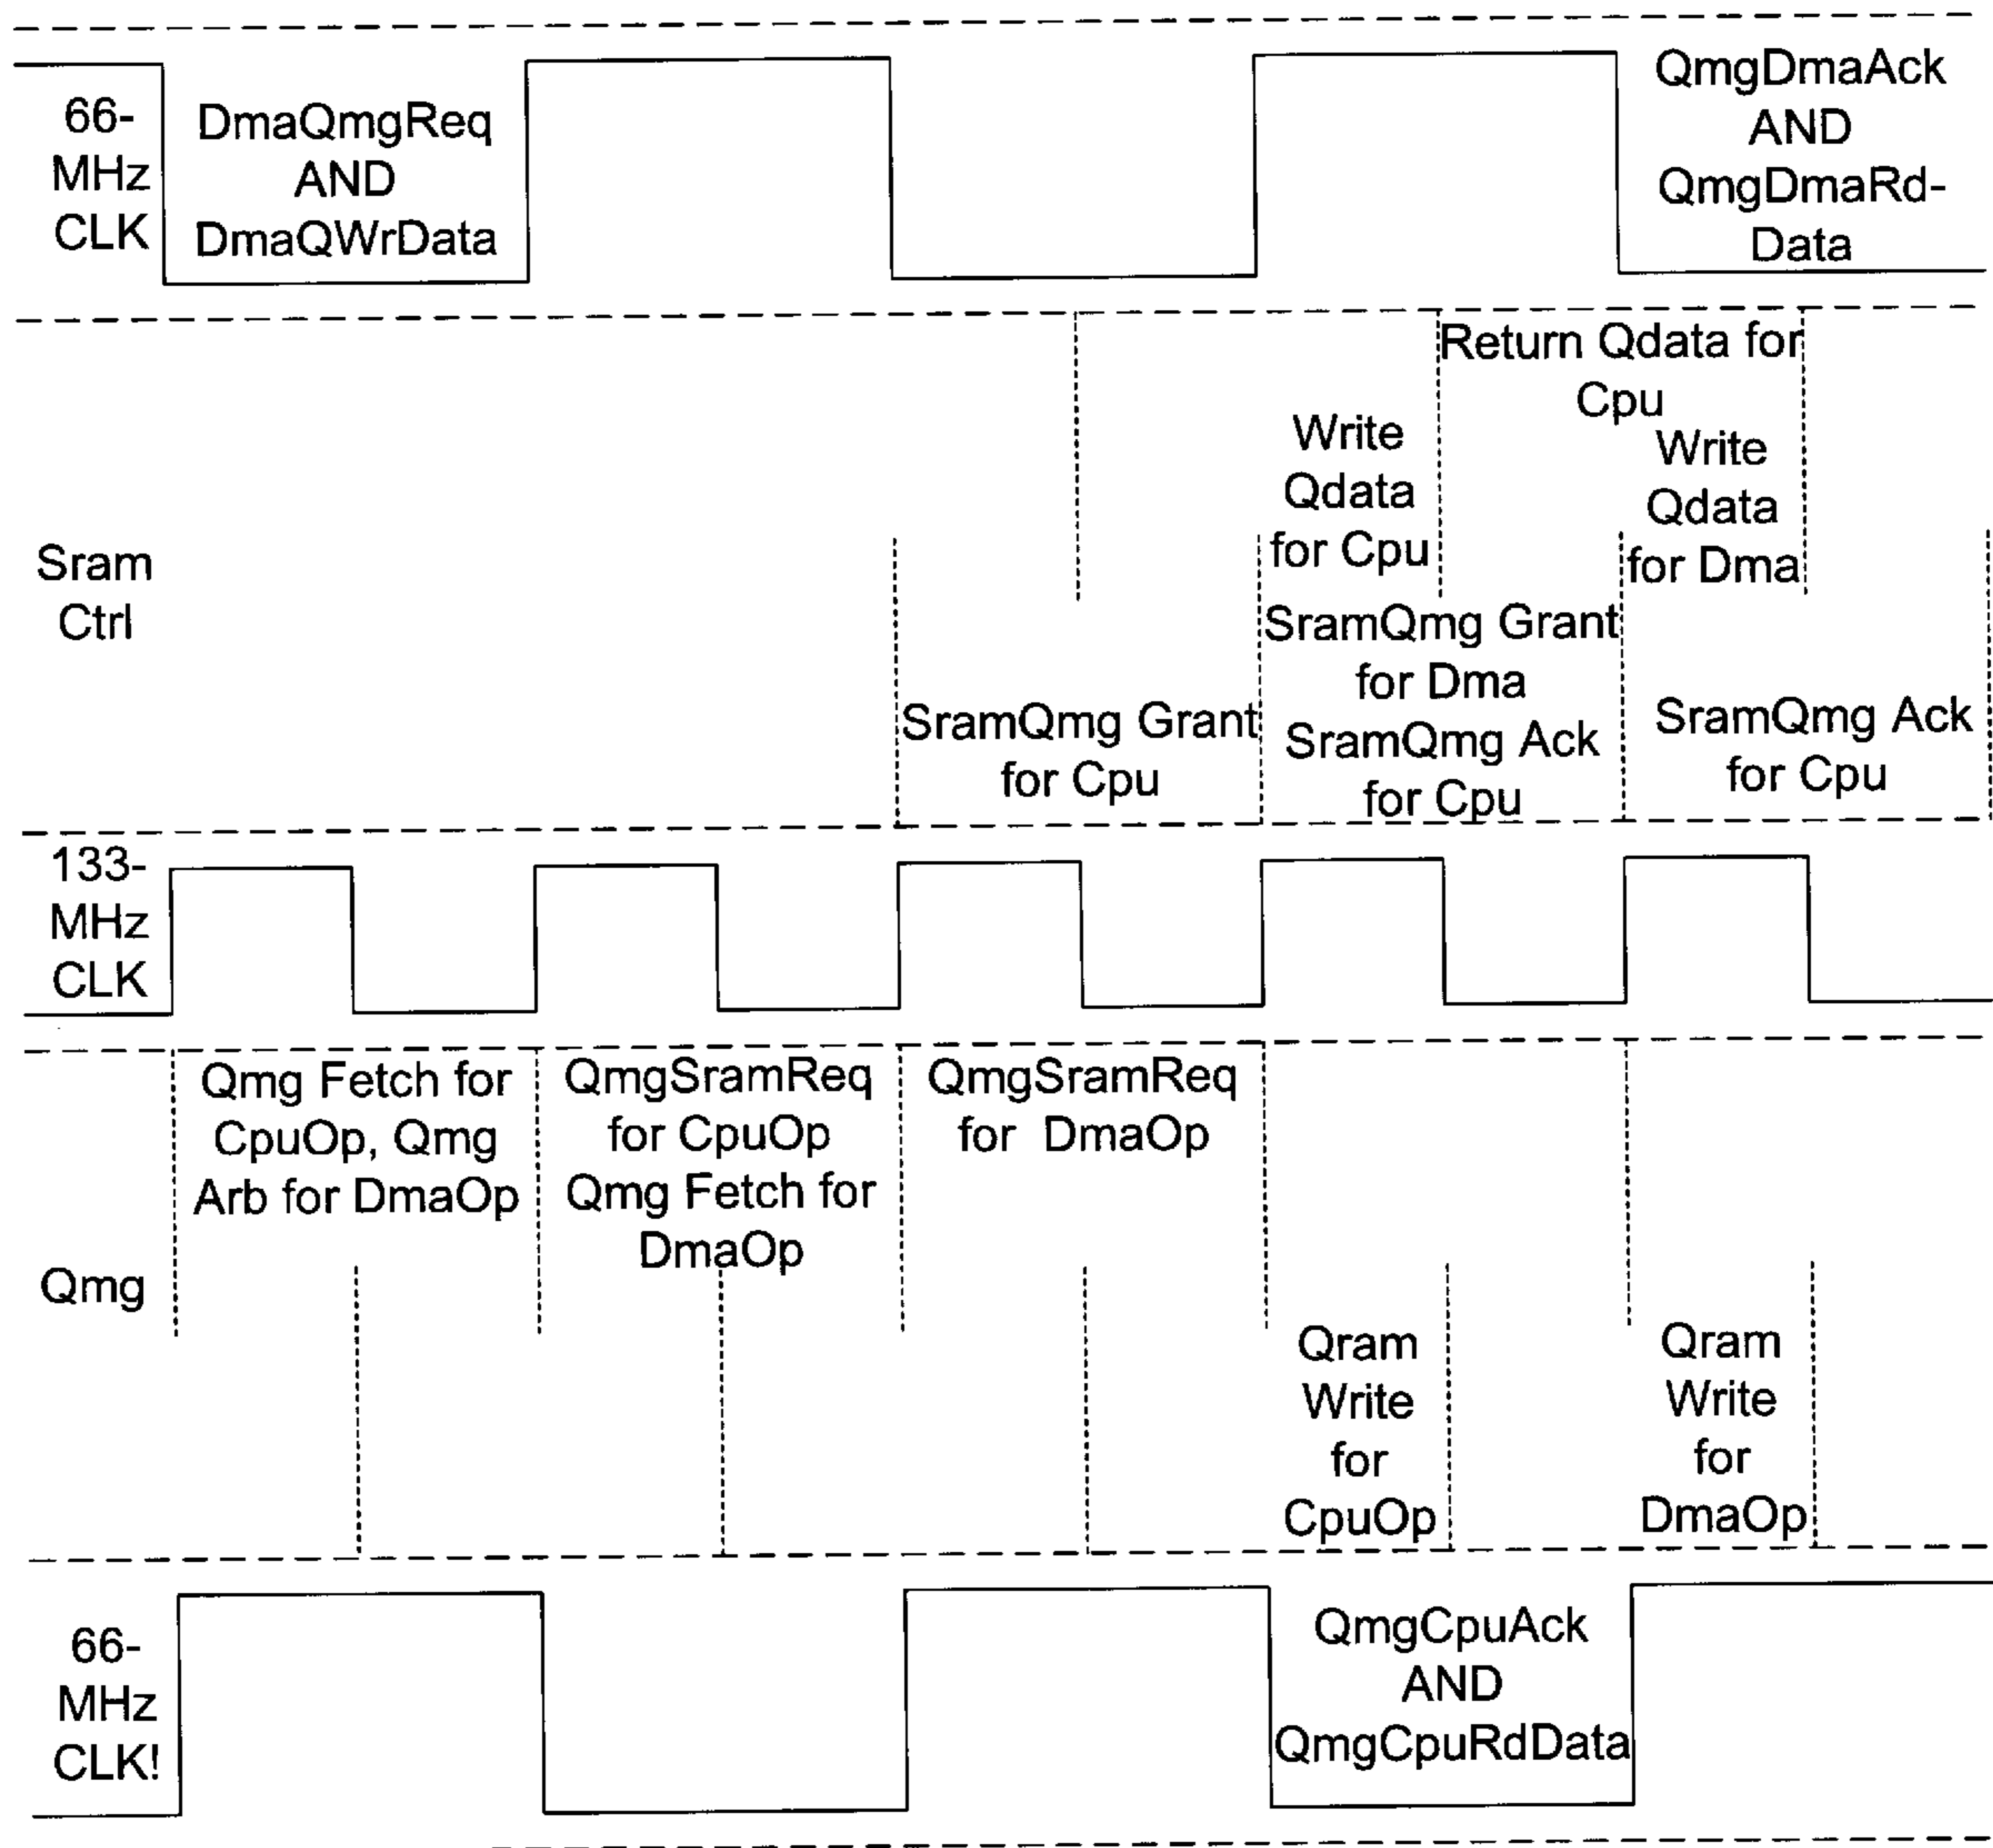 66-
MHz
CLK
DmaQmgReq
AND
DmaQWrData
QmgDmaAck
AND
QmgDmaRd-
Data
Sram
Ctrl
SramQmg Grant
for Cpu
Write
Qdata
for Cpu
SramQmg Grant
for Dma
SramQmg Ack
for Cpu
Return Qdata for
Cpu
Write
Qdata
for Dma
SramQmg Ack
for Cpu
133-
MHz
CLK
Qmg
Qmg Fetch for
CpuOp, Qmg
Arb for DmaOp
QmgSramReq
for CpuOp
Qmg Fetch for
DmaOp
QmgSramReq
for DmaOp
Qram
Write
for
CpuOp
Qram
Write
for
DmaOp
66-
MHz
CLK!
QmgCpuAck
AND
QmgCpuRdData